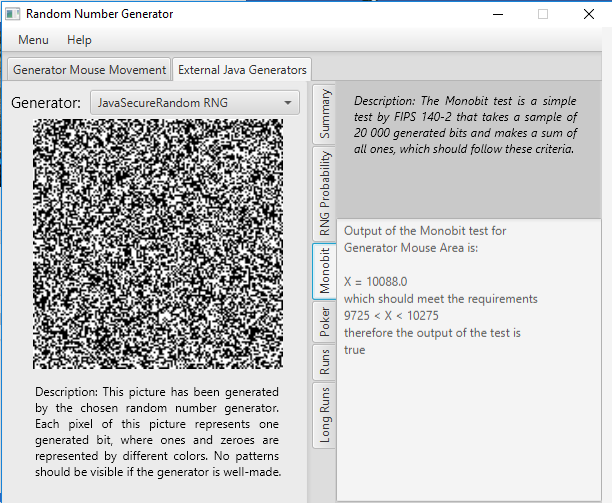 Random Number Generator
Menu Help
Generator Mouse Movement External Java Generators
Generator: JavaSecureRandom RNG
Description: This picture has been generated
by the chosen random number generator.
Each pixel of this picture represents one
generated bit, where ones and zeroes are
represented by different colors. No patterns
should be visible if the generator is well-made.
Summary
RNG Probability
Monobit
Poker
Runs
Long Runs
Description: The Monobit test is a simple
test by FIPS 140-2 that takes a sample of
20 000 generated bits and makes a sum of
all ones, which should follow these criteria.
Output of the Monobit test for
Generator Mouse Area is:
X = 10088.0
which should meet the requirements
9725 < X < 10275
therefore the output of the test is
true